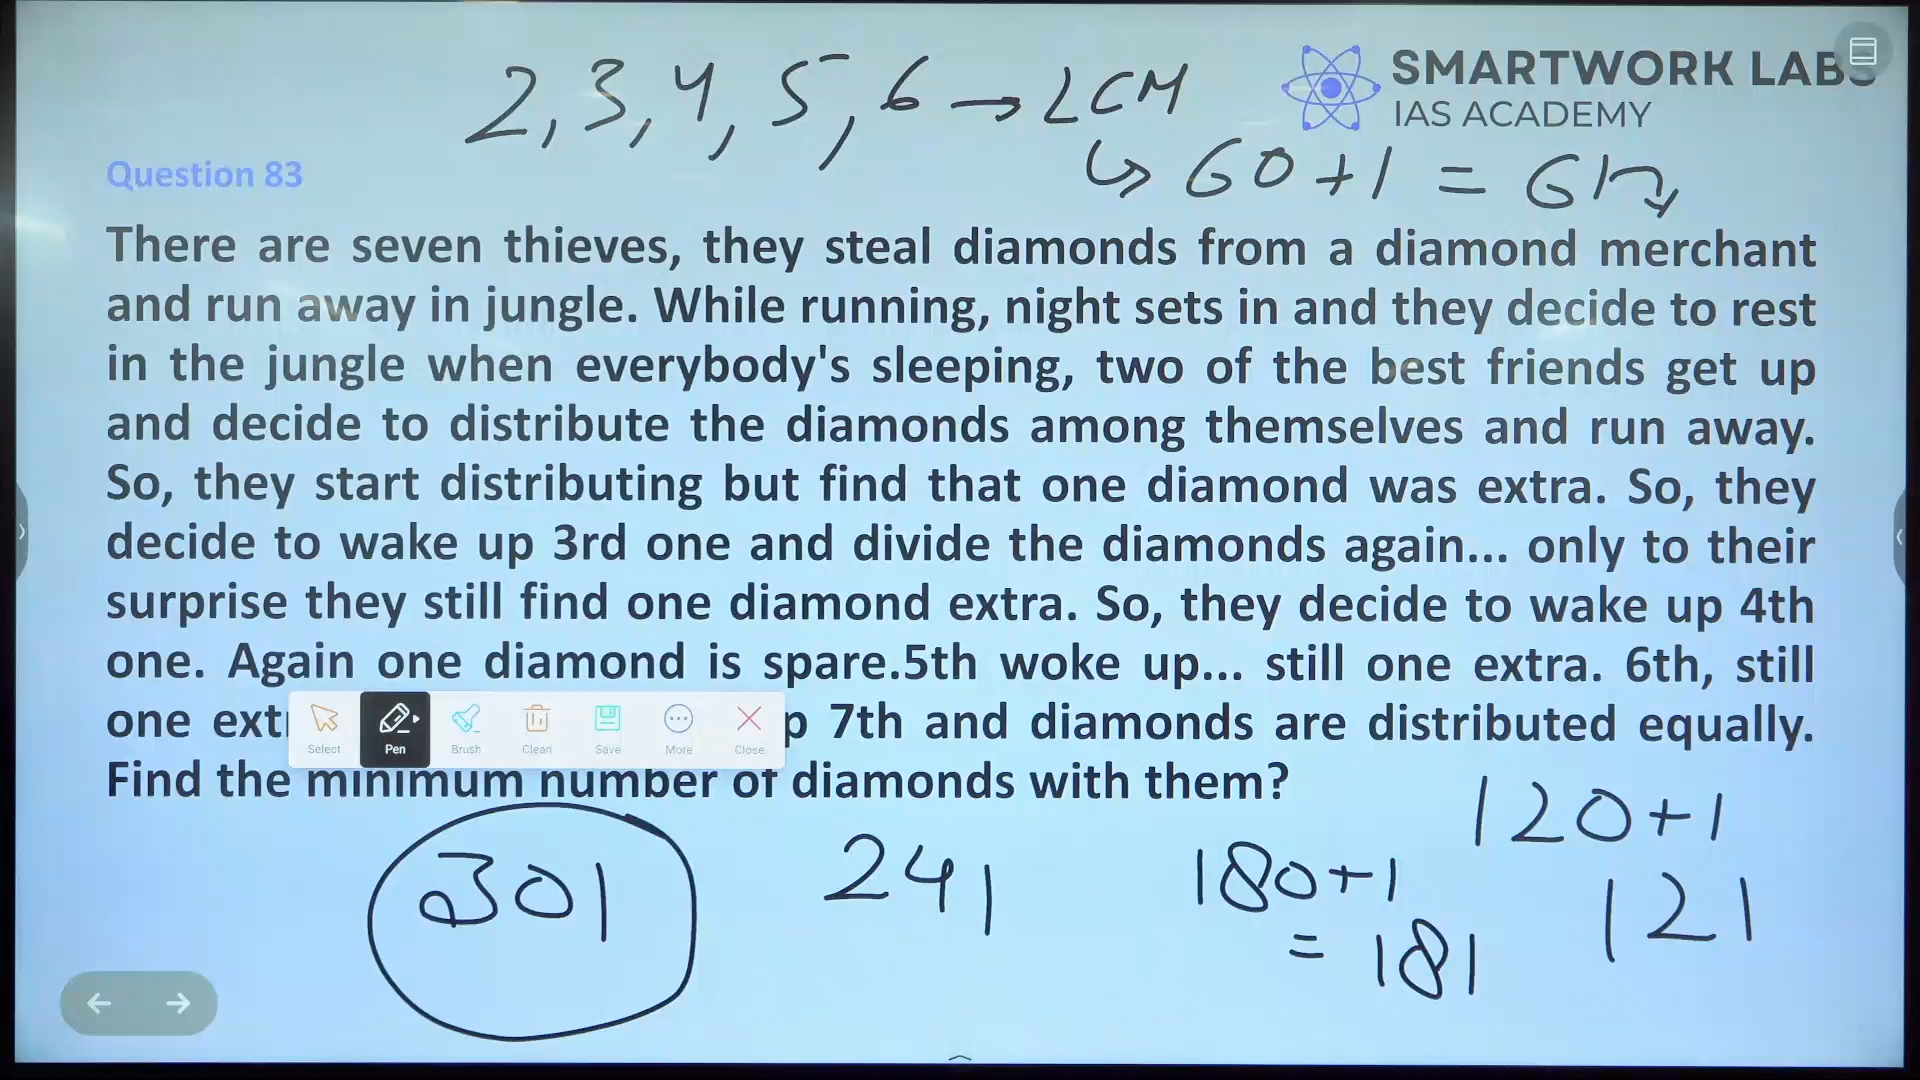 2, 3, 4, 5, 6 → LCM
SMARTWORK LABS
IAS ACADEMY
↳ 60+1 = 61
Question 83
There are seven thieves, they steal diamonds from a diamond merchant
and run away in jungle. While running, night sets in and they decide to rest
in the jungle when everybody's sleeping, two of the best friends get up
and decide to distribute the diamonds among themselves and run away.
So, they start distributing but find that one diamond was extra. So, they
decide to wake up 3rd one and divide the diamonds again... only to their
surprise they still find one diamond extra. So, they decide to wake up 4th
one. Again one diamond is spare.5th woke up... still one extra. 6th, still
one ext p 7th and diamonds are distributed equally.
Select Pen Brush Clean Save More Close
Find the minimum number of diamonds with them?
120+1
301 241 180+1 121
= 181